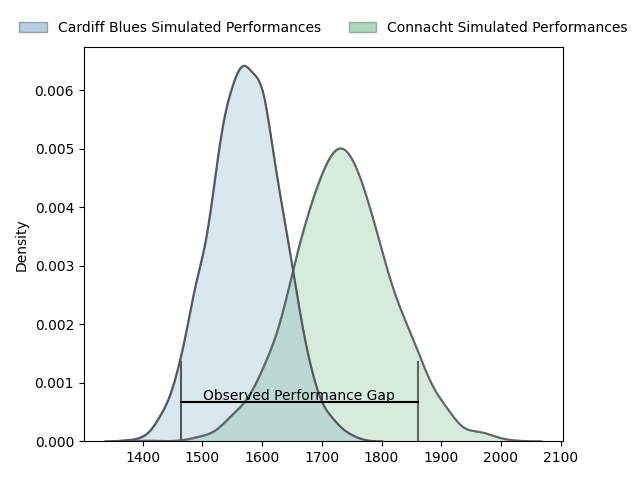 Cardiff Blues Simulated Performances Connacht Simulated Performances
0.006
0.005
0.004
0.003
0.002
0.001
0.000
Density
Observed Performance Gap
1400 1500 1600 1700 1800 1900 2000 2100